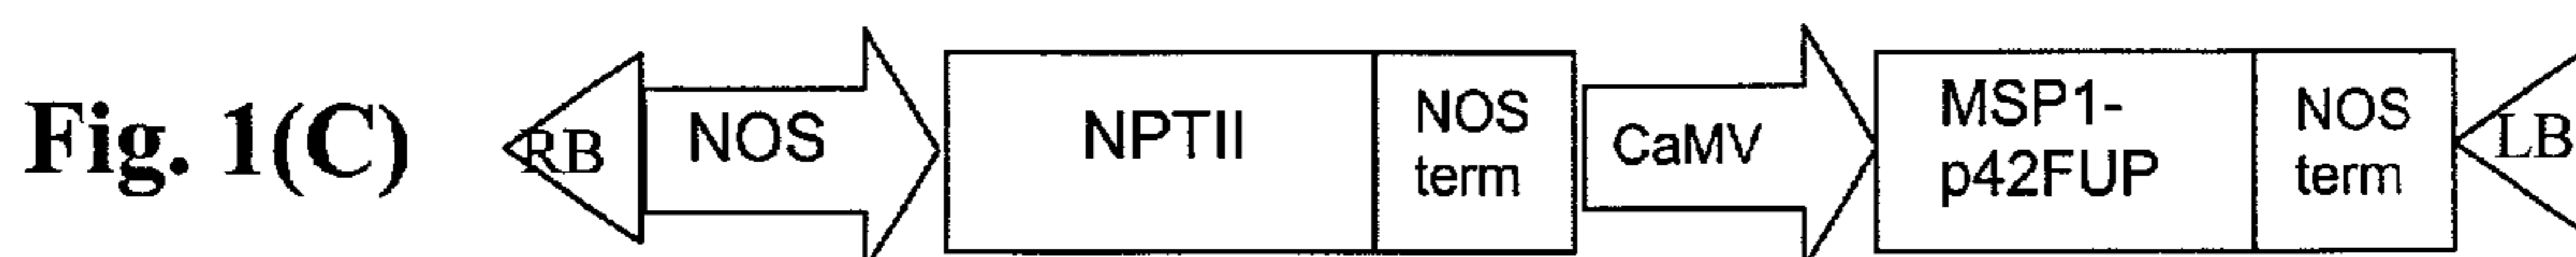 Fig. 1(C)
RB
NOS
NPTII
NOS
term
CaMV
MSP1-
p42FUP
NOS
term
LB